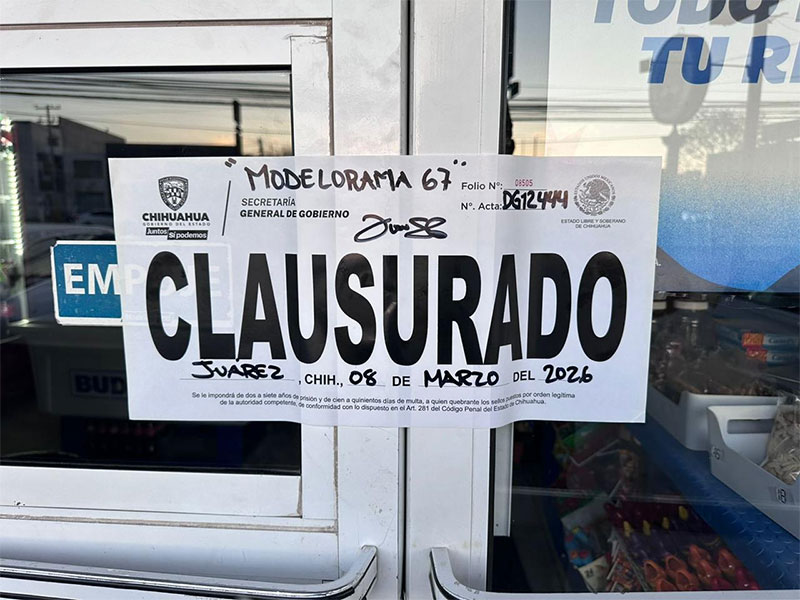 TODO
TU RE
"MODELORAMA 67"
Folio Nº: 08505
Nº. Acta: DG12444
CHIHUAHUA
GOBIERNO DEL ESTADO
Juntos Sí podemos
SECRETARÍA
GENERAL DE GOBIERNO
ESTADO LIBRE Y SOBERANO
DE CHIHUAHUA
EMPUJE
CLAUSURADO
JUÁREZ, CHIH., 08 DE MARZO DEL 2026
Se le impondrá de dos a siete años de prisión y de cien a quinientos días de multa, a quien quebrante los sellos puestos por orden legítima
de la autoridad competente, de conformidad con lo dispuesto en el Art. 281 del Código Penal del Estado de Chihuahua.
BUD